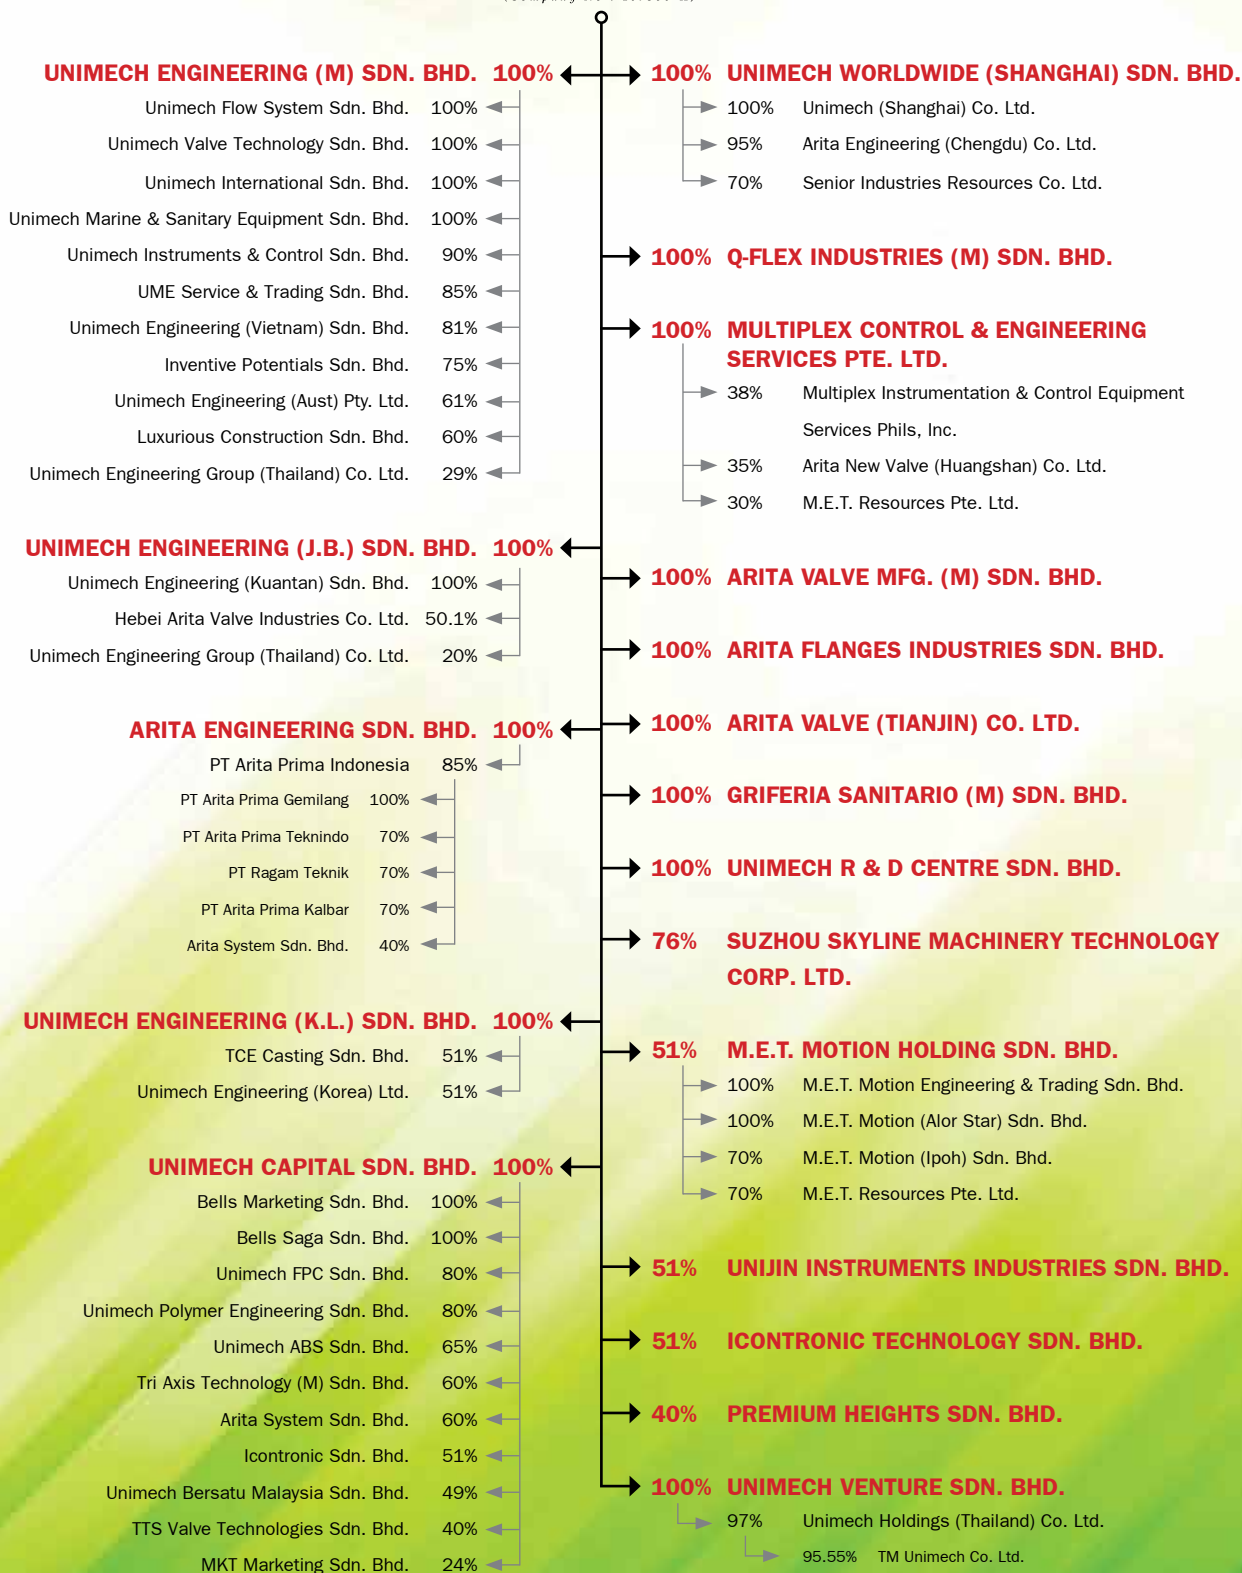 UNIMECH ENGINEERING (M) SDN. BHD. 100%
Unimech Flow System Sdn. Bhd. 100%
Unimech Valve Technology Sdn. Bhd. 100%
Unimech International Sdn. Bhd. 100%
Unimech Marine & Sanitary Equipment Sdn. Bhd. 100%
Unimech Instruments & Control Sdn. Bhd. 90%
UME Service & Trading Sdn. Bhd. 85%
Unimech Engineering (Vietnam) Sdn. Bhd. 81%
Inventive Potentials Sdn. Bhd. 75%
Unimech Engineering (Aust) Pty. Ltd. 61%
Luxurious Construction Sdn. Bhd. 60%
Unimech Engineering Group (Thailand) Co. Ltd. 29%
UNIMECH ENGINEERING (J.B.) SDN. BHD. 100%
Unimech Engineering (Kuantan) Sdn. Bhd. 100%
Hebei Arita Valve Industries Co. Ltd. 50.1%
Unimech Engineering Group (Thailand) Co. Ltd. 20%
ARITA ENGINEERING SDN. BHD. 100%
PT Arita Prima Indonesia 85%
PT Arita Prima Gemilang 100%
PT Arita Prima Teknindo 70%
PT Ragam Teknik 70%
PT Arita Prima Kalbar 70%
Arita System Sdn. Bhd. 40%
UNIMECH ENGINEERING (K.L.) SDN. BHD. 100%
TCE Casting Sdn. Bhd. 51%
Unimech Engineering (Korea) Ltd. 51%
UNIMECH CAPITAL SDN. BHD. 100%
Bells Marketing Sdn. Bhd. 100%
Bells Saga Sdn. Bhd. 100%
Unimech FPC Sdn. Bhd. 80%
Unimech Polymer Engineering Sdn. Bhd. 80%
Unimech ABS Sdn. Bhd. 65%
Tri Axis Technology (M) Sdn. Bhd. 60%
Arita System Sdn. Bhd. 60%
Icontronic Sdn. Bhd. 51%
Unimech Bersatu Malaysia Sdn. Bhd. 49%
TTS Valve Technologies Sdn. Bhd. 40%
MKT Marketing Sdn. Bhd. 24%
100% UNIMECH WORLDWIDE (SHANGHAI) SDN. BHD.
100% Unimech (Shanghai) Co. Ltd.
95% Arita Engineering (Chengdu) Co. Ltd.
70% Senior Industries Resources Co. Ltd.
100% Q-FLEX INDUSTRIES (M) SDN. BHD.
100% MULTIPLEX CONTROL & ENGINEERING
SERVICES PTE. LTD.
38% Multiplex Instrumentation & Control Equipment
Services Phils, Inc.
35% Arita New Valve (Huangshan) Co. Ltd.
30% M.E.T. Resources Pte. Ltd.
100% ARITA VALVE MFG. (M) SDN. BHD.
100% ARITA FLANGES INDUSTRIES SDN. BHD.
100% ARITA VALVE (TIANJIN) CO. LTD.
100% GRIFERIA SANITARIO (M) SDN. BHD.
100% UNIMECH R & D CENTRE SDN. BHD.
76% SUZHOU SKYLINE MACHINERY TECHNOLOGY
CORP. LTD.
51% M.E.T. MOTION HOLDING SDN. BHD.
100% M.E.T. Motion Engineering & Trading Sdn. Bhd.
100% M.E.T. Motion (Alor Star) Sdn. Bhd.
70% M.E.T. Motion (Ipoh) Sdn. Bhd.
70% M.E.T. Resources Pte. Ltd.
51% UNIJIN INSTRUMENTS INDUSTRIES SDN. BHD.
51% ICONTRONIC TECHNOLOGY SDN. BHD.
40% PREMIUM HEIGHTS SDN. BHD.
100% UNIMECH VENTURE SDN. BHD.
97% Unimech Holdings (Thailand) Co. Ltd.
95.55% TM Unimech Co. Ltd.